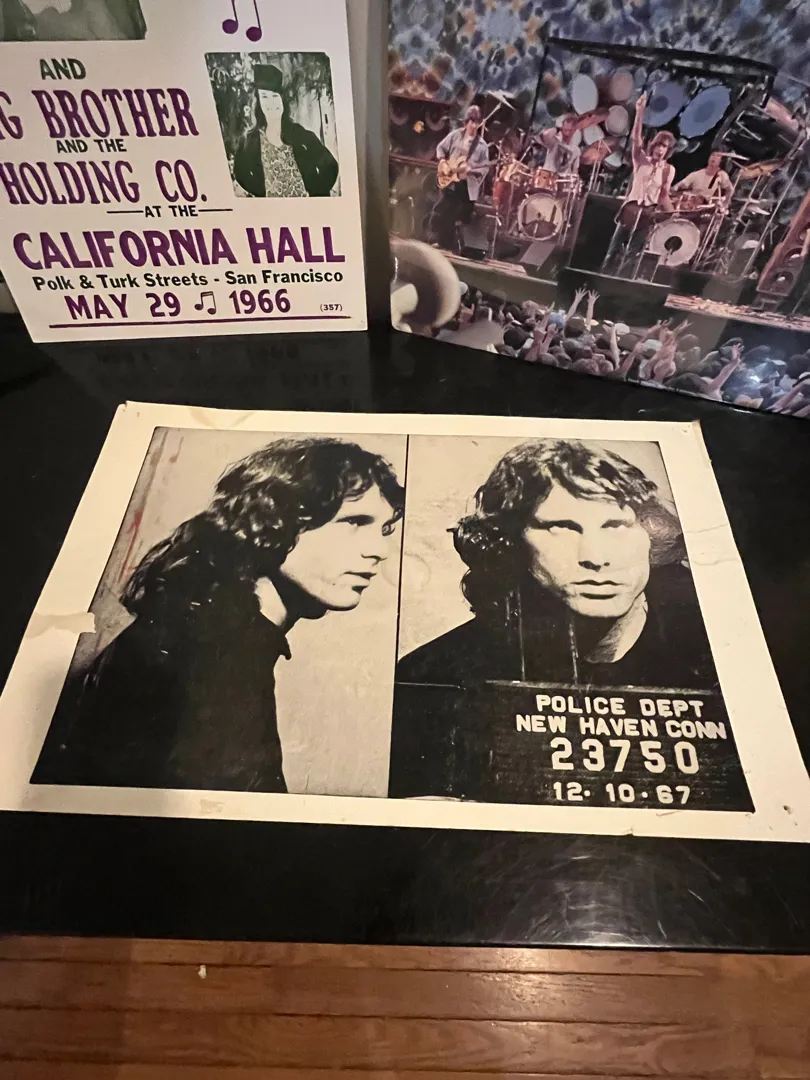 AND
G BROTHER
AND THE
HOLDING CO.
AT THE
CALIFORNIA HALL
Polk & Turk Streets - San Francisco
MAY 29 1966 (357)
POLICE DEPT
NEW HAVEN CONN
23750
12·10·67